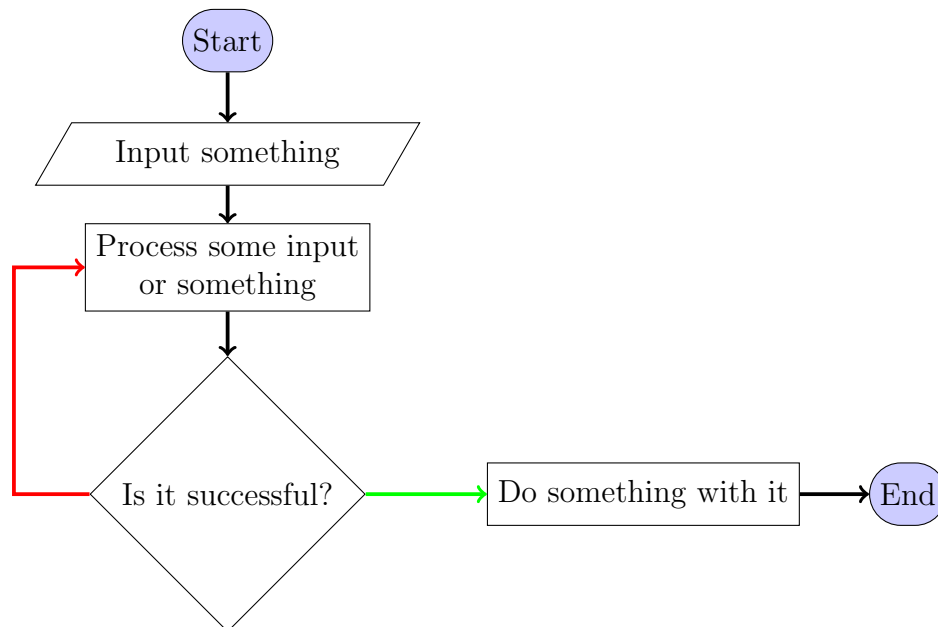 Start
Input something
Process some input
or something
Is it successful?
Do something with it
End